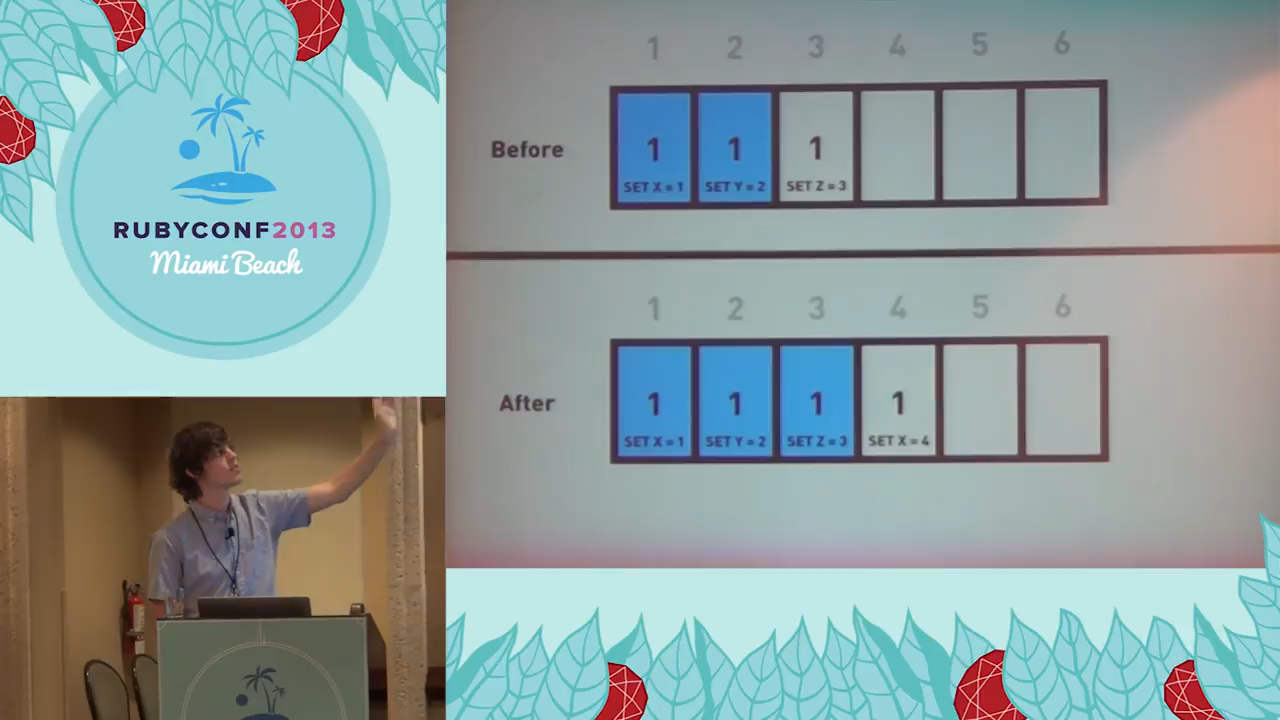 RUBYCONF2013
Miami Beach
1 2 3 4 5 6
Before
1 1 1
SET X = 1 SET Y = 2 SET Z = 3
1 2 3 4 5 6
After
1 1 1 1
SET X = 1 SET Y = 2 SET Z = 3 SET X = 4